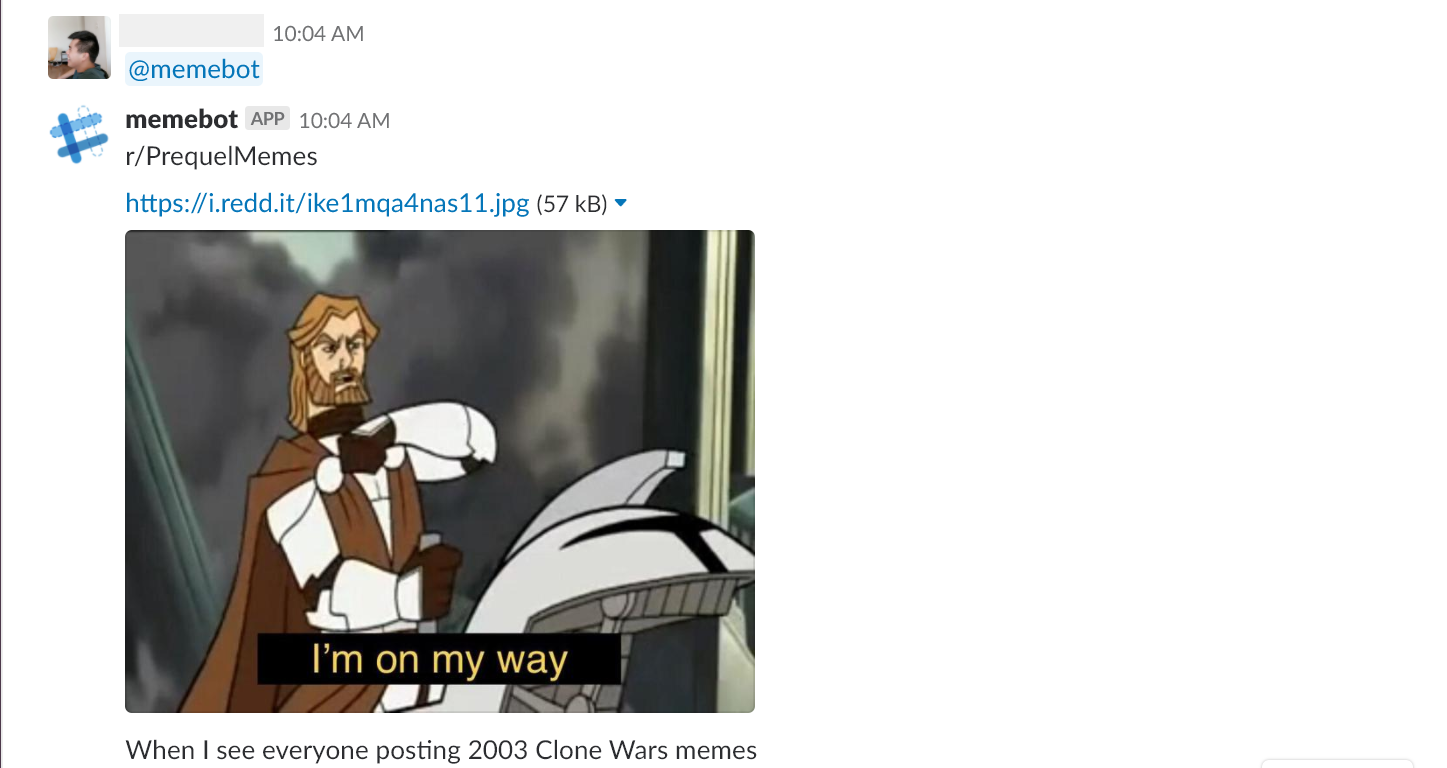 10:04 AM
@memebot
memebot APP 10:04 AM
r/PrequelMemes
https://i.redd.it/ike1mqa4nas11.jpg (57 kB)
I'm on my way
When I see everyone posting 2003 Clone Wars memes